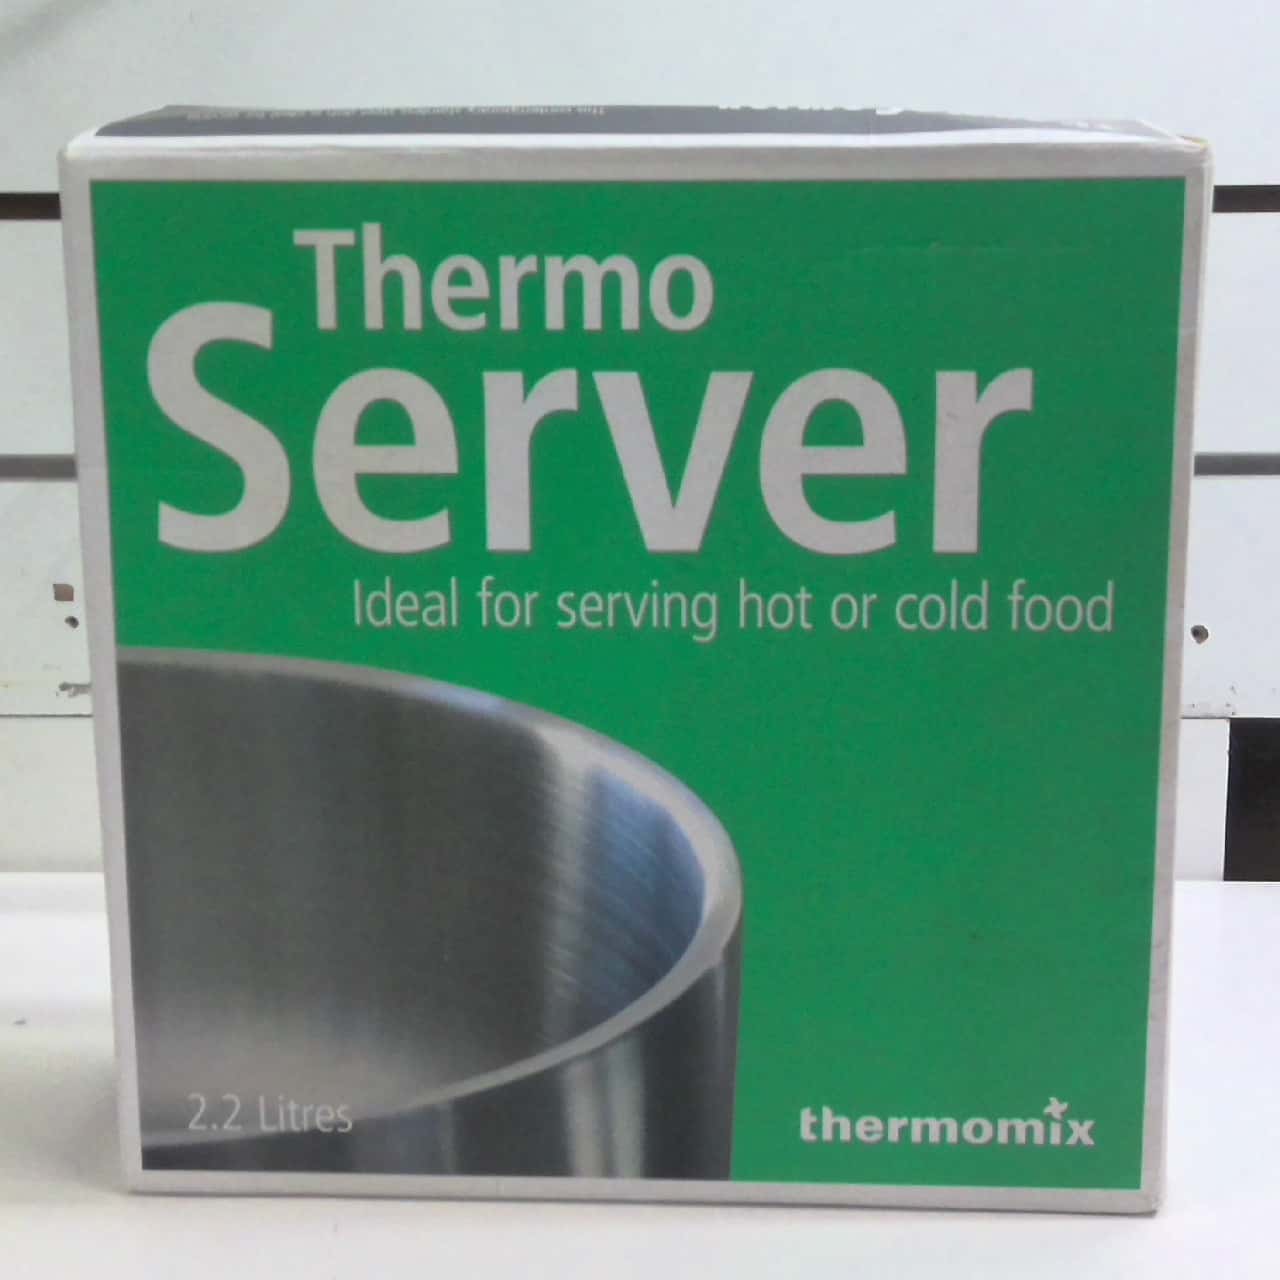 Thermo
Server
Ideal for serving hot or cold food
2.2 Litres
thermomix